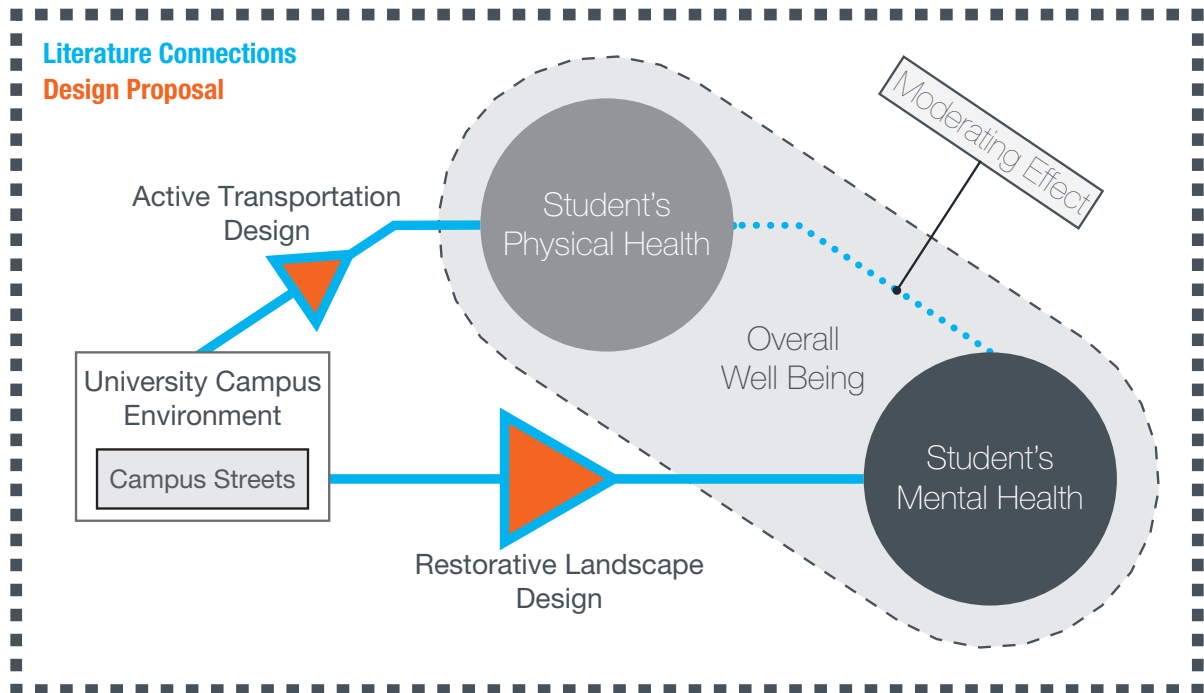 Literature Connections
Design Proposal
Moderating Effect
Active Transportation
Design
Student's
Physical Health
Overall
Well Being
University Campus
Environment
Campus Streets
Student's
Mental Health
Restorative Landscape
Design